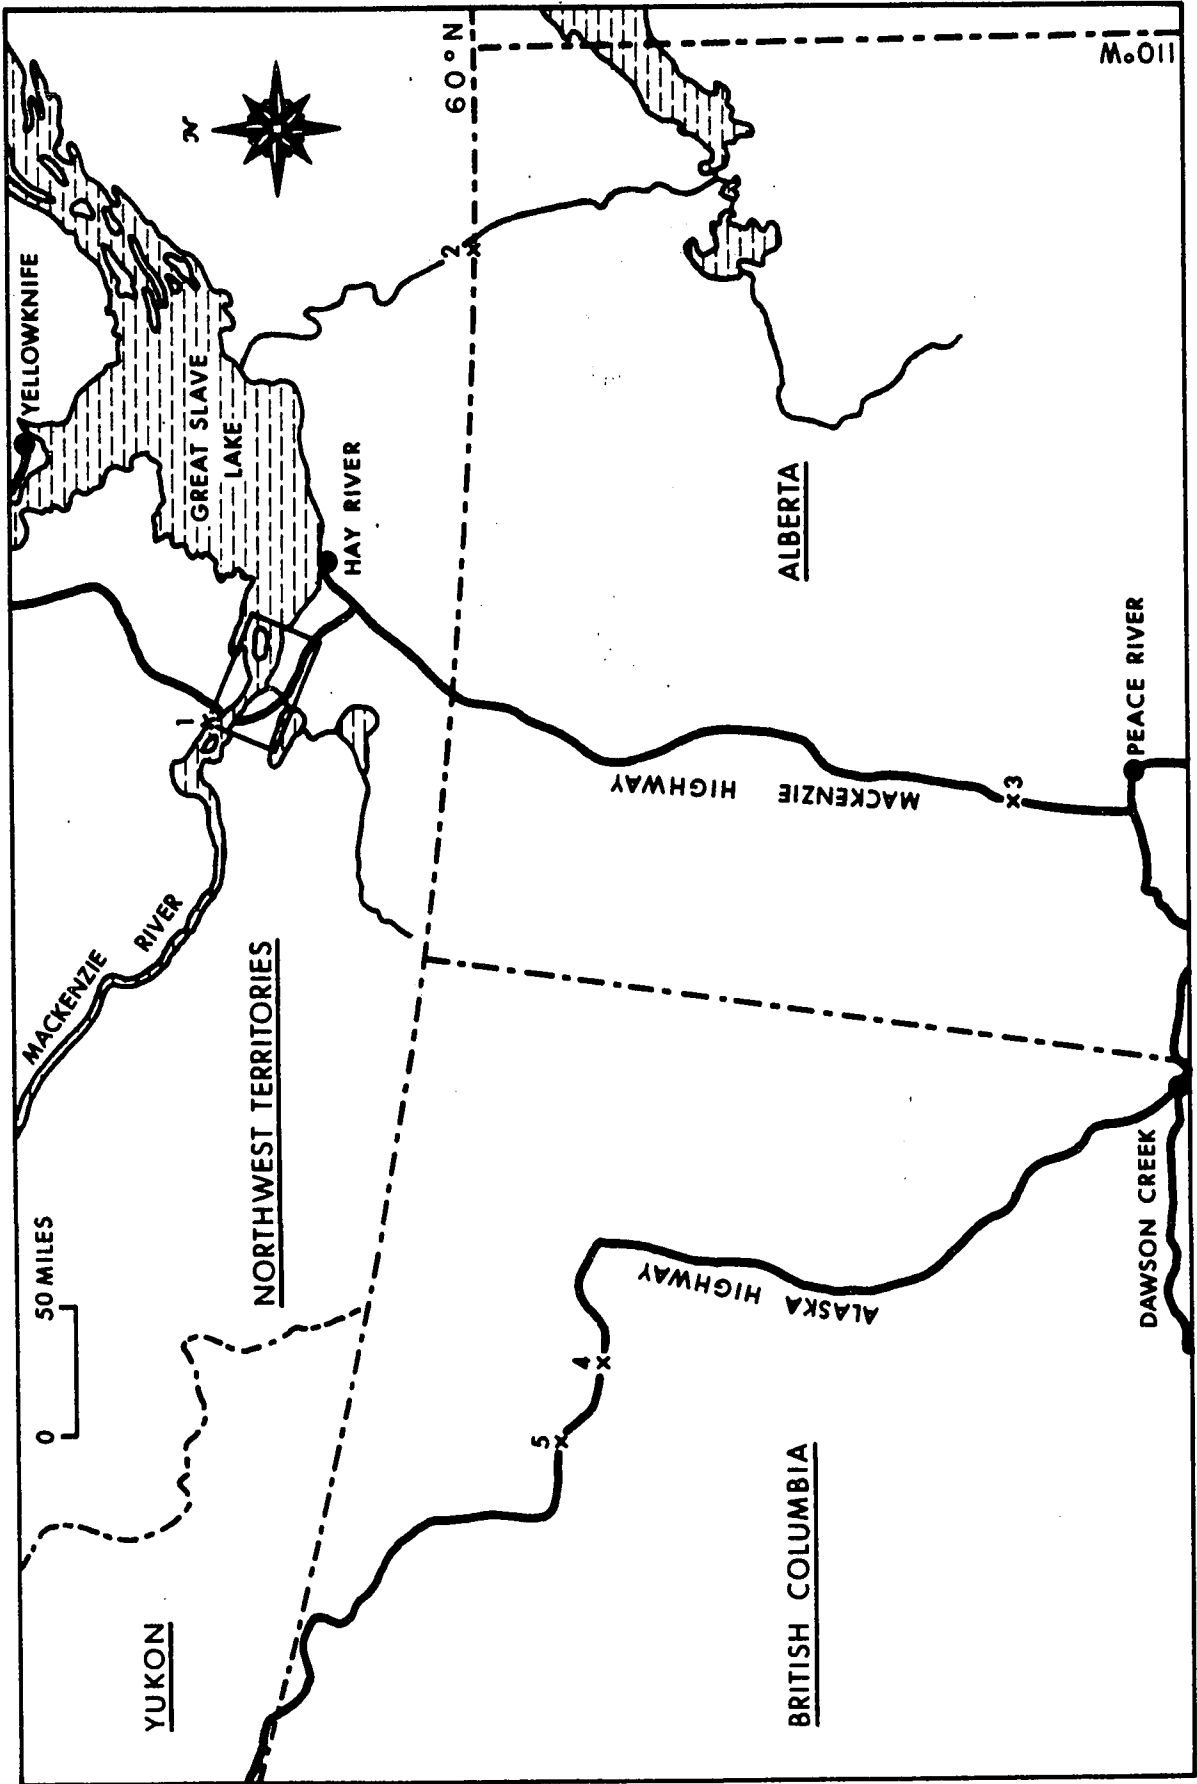 YUKON
0 50 MILES
NORTHWEST TERRITORIES
MACKENZIE
RIVER
YELLOWKNIFE
GREAT SLAVE
LAKE
HAY RIVER
N
60°N
110°W
1
2
3
4
5
ALBERTA
MACKENZIE HIGHWAY
PEACE RIVER
ALASKA HIGHWAY
DAWSON CREEK
BRITISH COLUMBIA